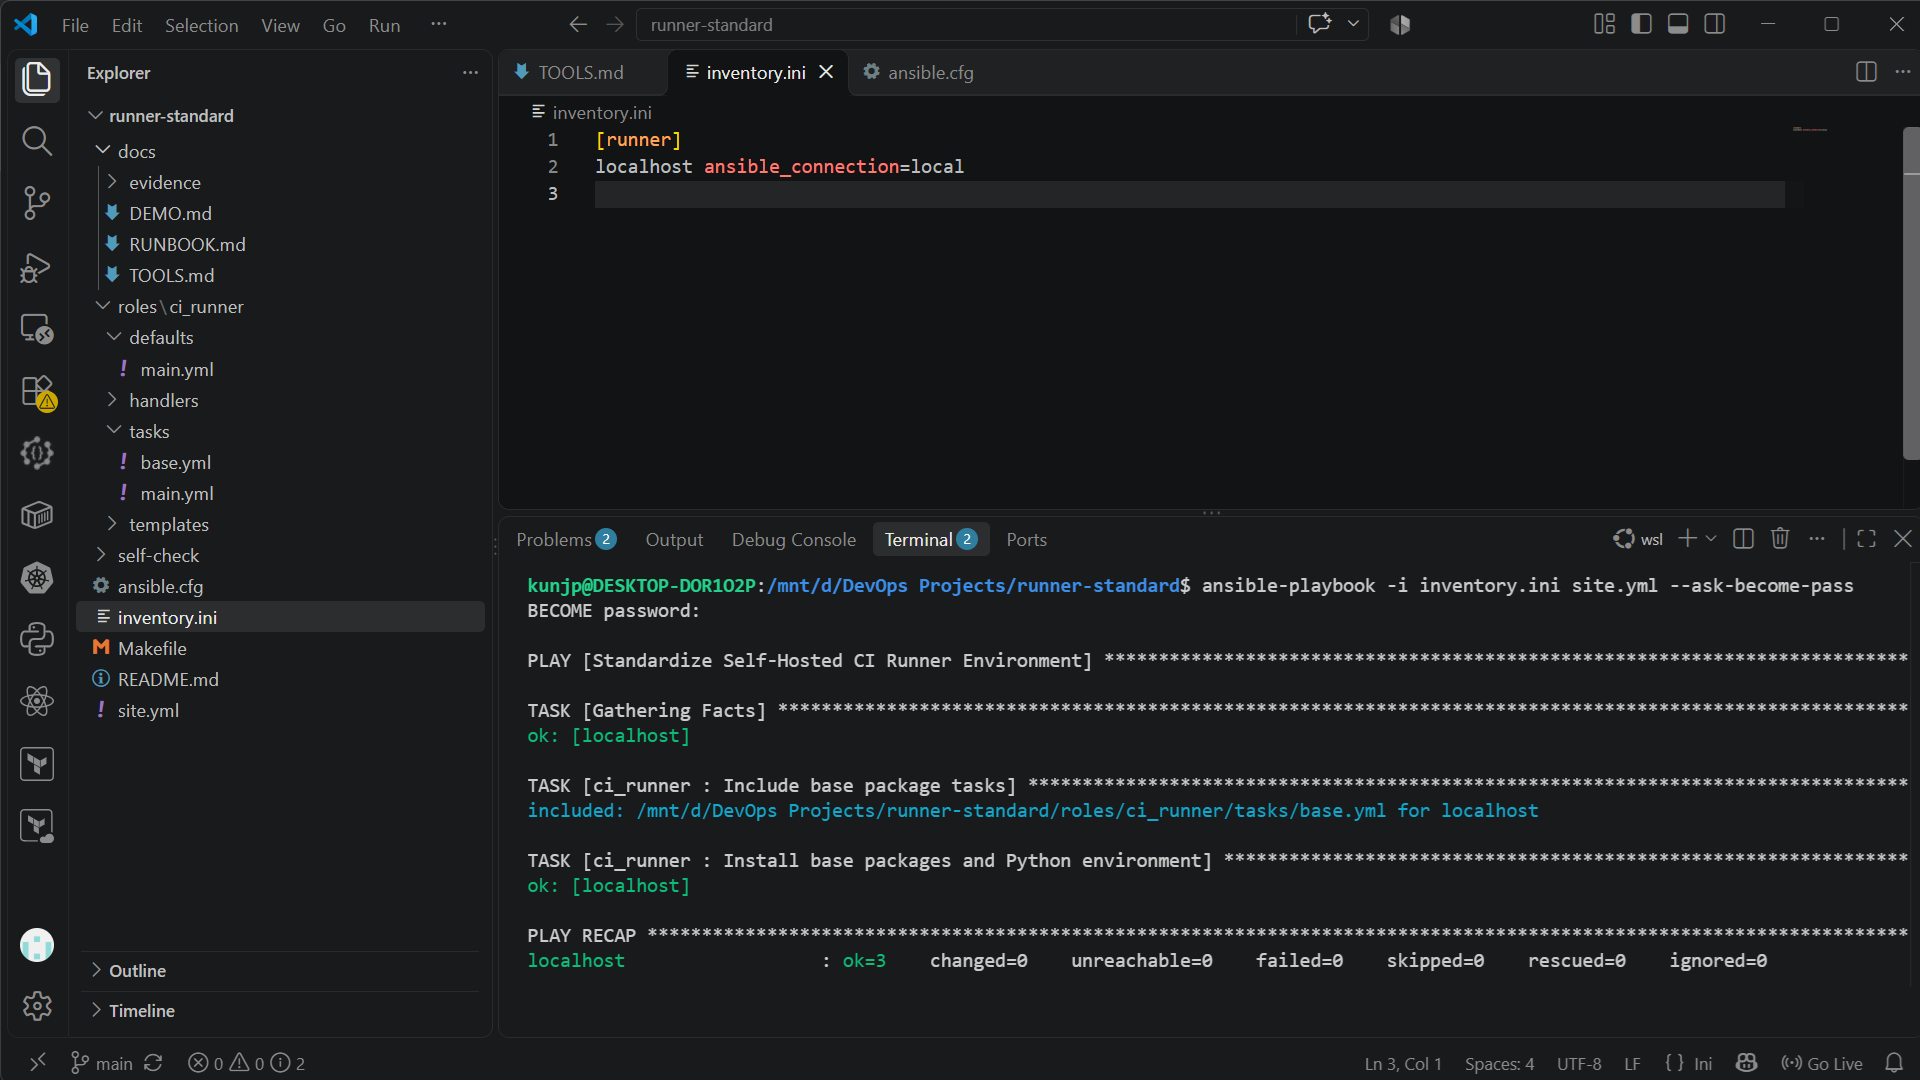 File Edit Selection View Go Run ···
runner-standard
Explorer
runner-standard
docs
evidence
DEMO.md
RUNBOOK.md
TOOLS.md
roles\ci_runner
defaults
! main.yml
handlers
tasks
! base.yml
! main.yml
templates
self-check
ansible.cfg
inventory.ini
M Makefile
README.md
! site.yml
Outline
Timeline
TOOLS.md
inventory.ini
ansible.cfg
inventory.ini
1 [runner]
2 localhost ansible_connection=local
3
Problems 2 Output Debug Console Terminal 2 Ports
wsl
kunjp@DESKTOP-DOR1O2P:/mnt/d/DevOps Projects/runner-standard$ ansible-playbook -i inventory.ini site.yml --ask-become-pass
BECOME password:
PLAY [Standardize Self-Hosted CI Runner Environment] **************************************************************************
TASK [Gathering Facts] ********************************************************************************************************
ok: [localhost]
TASK [ci_runner : Include base package tasks] *********************************************************************************
included: /mnt/d/DevOps Projects/runner-standard/roles/ci_runner/tasks/base.yml for localhost
TASK [ci_runner : Install base packages and Python environment] ***************************************************************
ok: [localhost]
PLAY RECAP ********************************************************************************************************************
localhost : ok=3 changed=0 unreachable=0 failed=0 skipped=0 rescued=0 ignored=0
main 0 0 2
Ln 3, Col 1 Spaces: 4 UTF-8 LF { } Ini Go Live